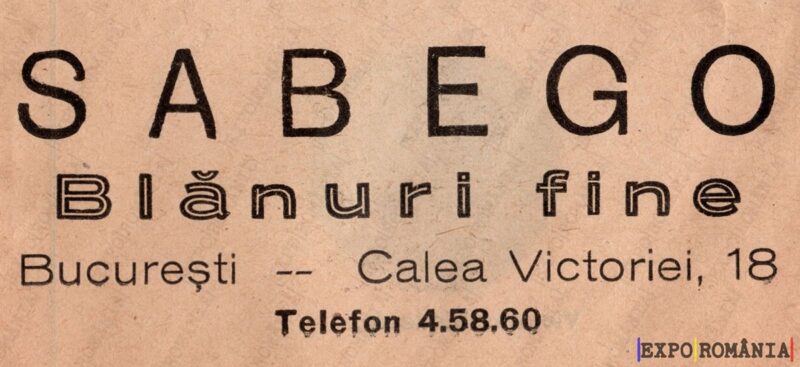 SABEGO
Blănuri fine
București -- Calea Victoriei, 18
Telefon 4.58.60
|EXPO|ROMÂNIA|